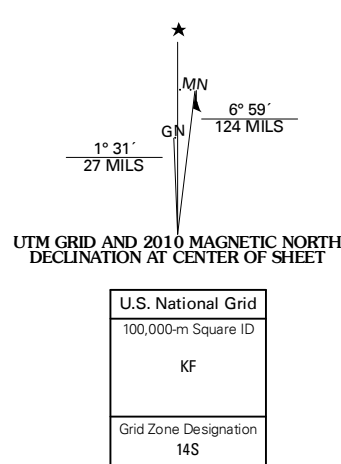 MN
GN
6° 59´
124 MILS
1° 31´
27 MILS
UTM GRID AND 2010 MAGNETIC NORTH
DECLINATION AT CENTER OF SHEET
U.S. National Grid
100,000-m Square ID
KF
Grid Zone Designation
14S